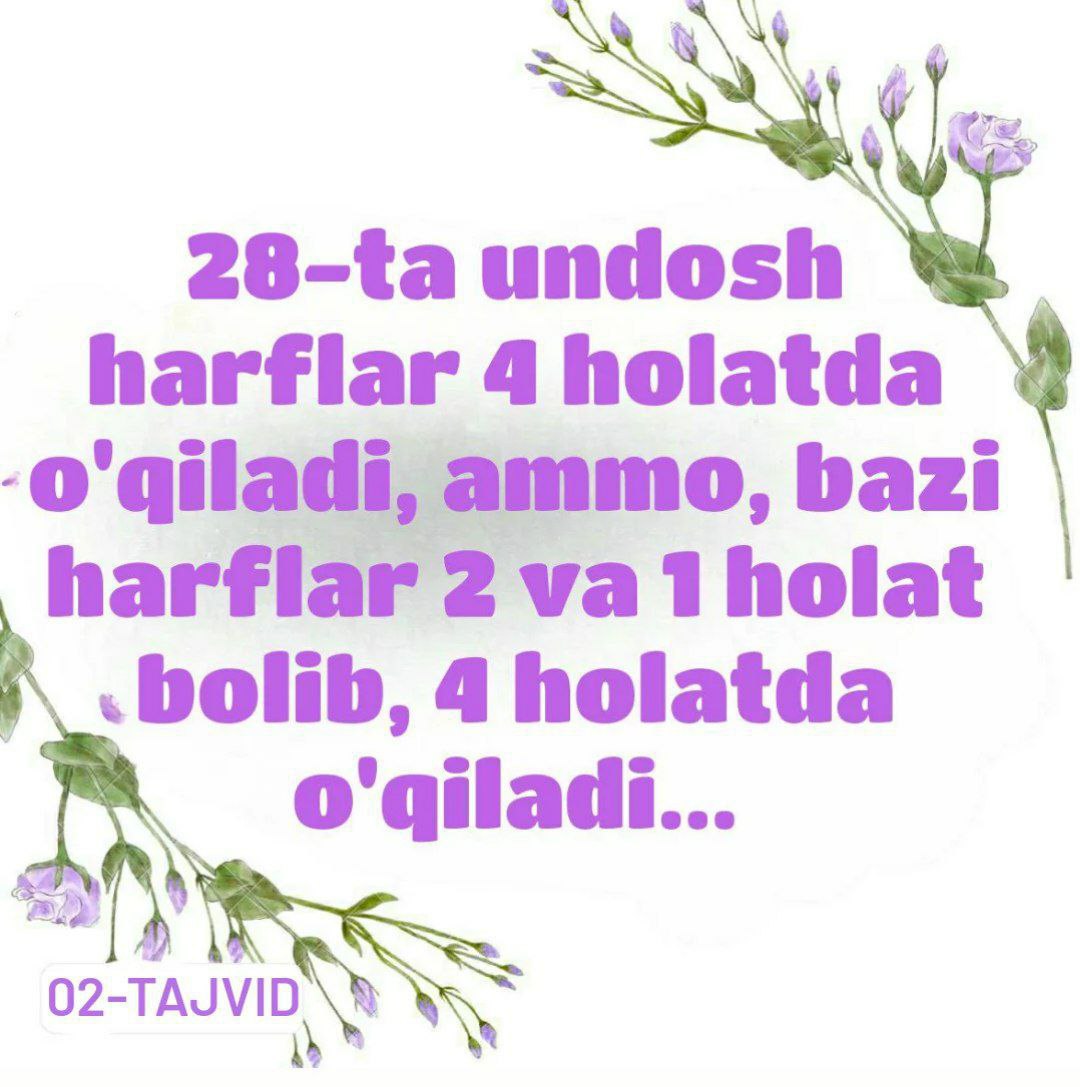 28-ta undosh
harflar 4 holatda
o'qiladi, ammo, bazi
harflar 2 va 1 holat
bolib, 4 holatda
o'qiladi...
02-TAJVID